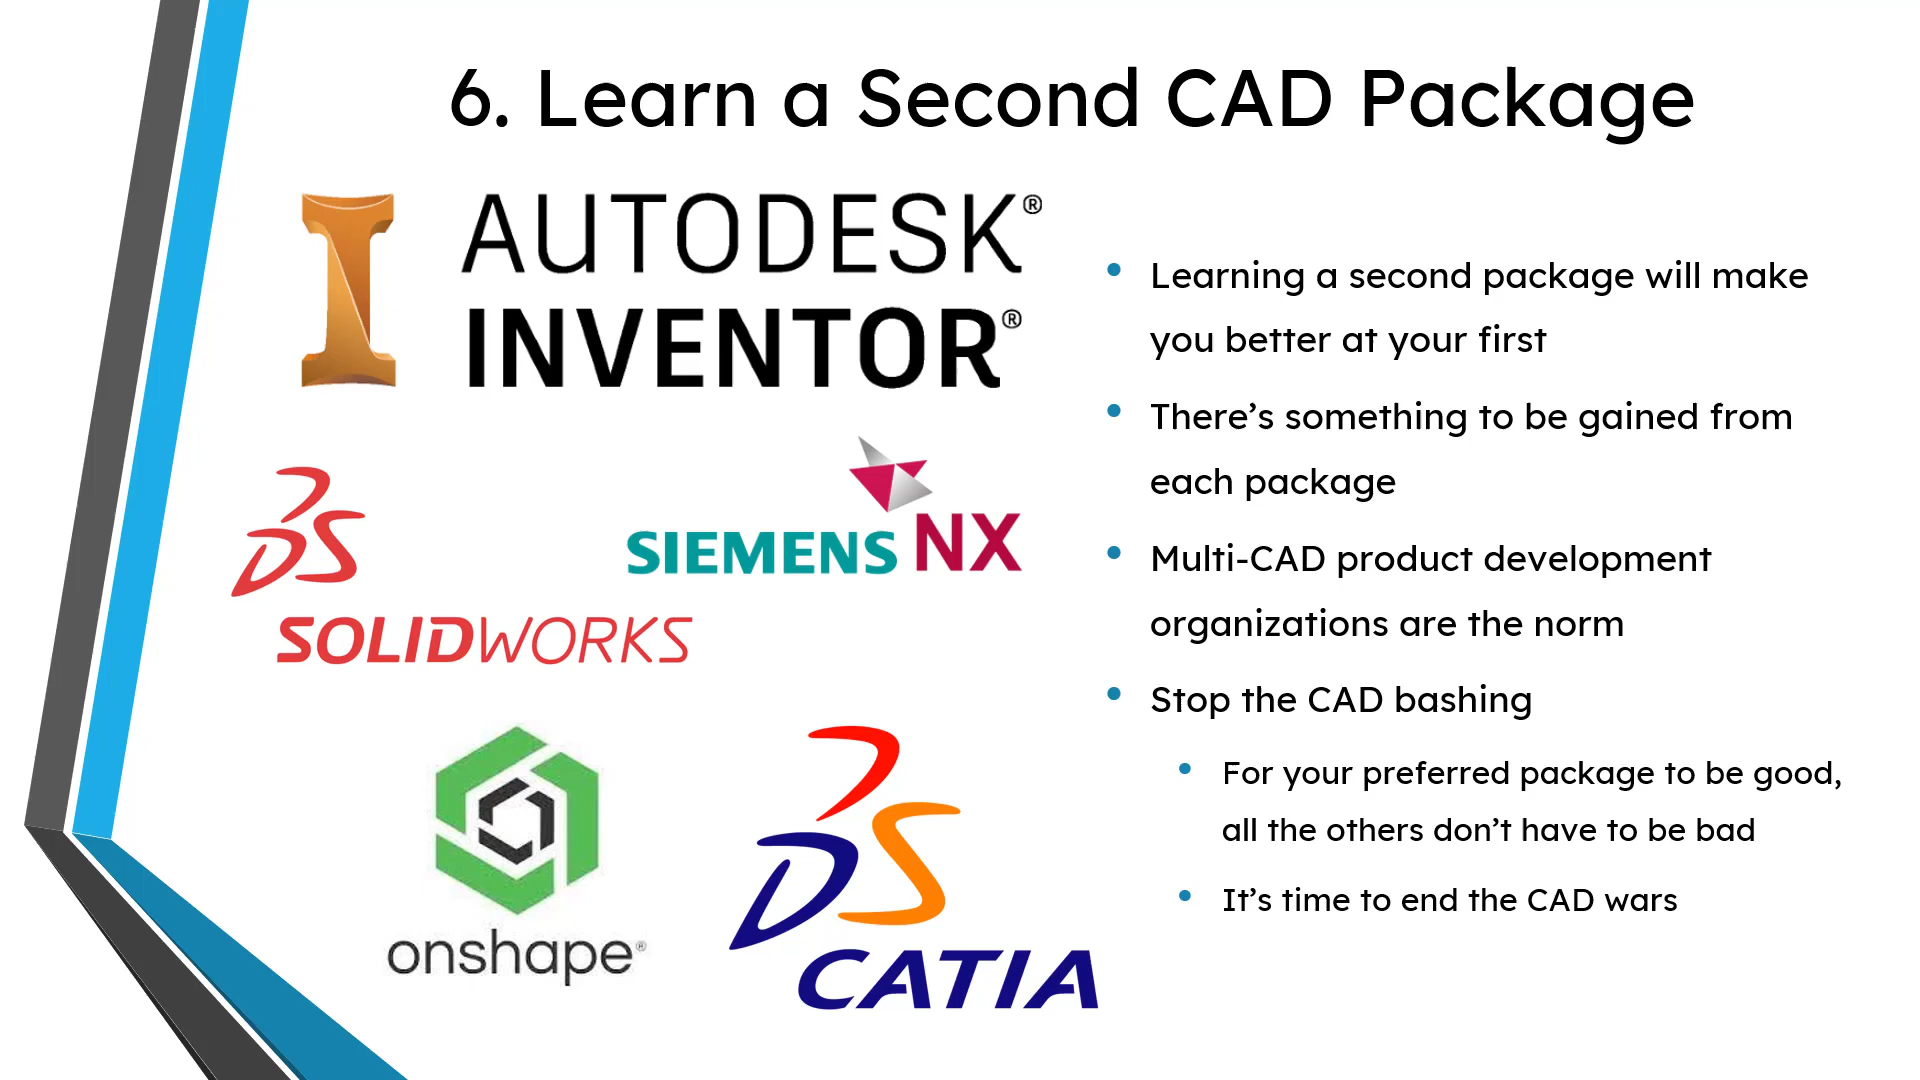 6. Learn a Second CAD Package
AUTODESK®
INVENTOR®
SIEMENS NX
DS
SOLIDWORKS
onshape®
DS
CATIA
• Learning a second package will make
you better at your first
• There’s something to be gained from
each package
• Multi-CAD product development
organizations are the norm
• Stop the CAD bashing
• For your preferred package to be good,
all the others don’t have to be bad
• It’s time to end the CAD wars